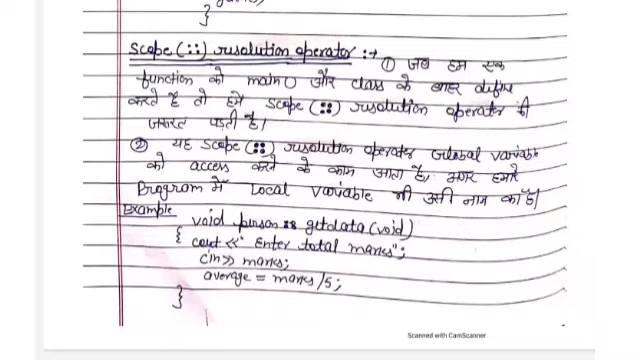 }
Scope (::) resolution operator :→ ① जब हम एक
function को main() और class के बाहर define
करते है तो हमे scope (::) resolution operator की
जरूरत पड़ती है।
② यह scope (::) resolution operator Global variable
को access करने के काम आता है, अगर हमारे
Program में Local variable भी उसी नाम का है।
Example
void person :: getdata (void)
{ cout << "Enter total marks";
cin>> marks;
average = marks /5;
}
Scanned with CamScanner